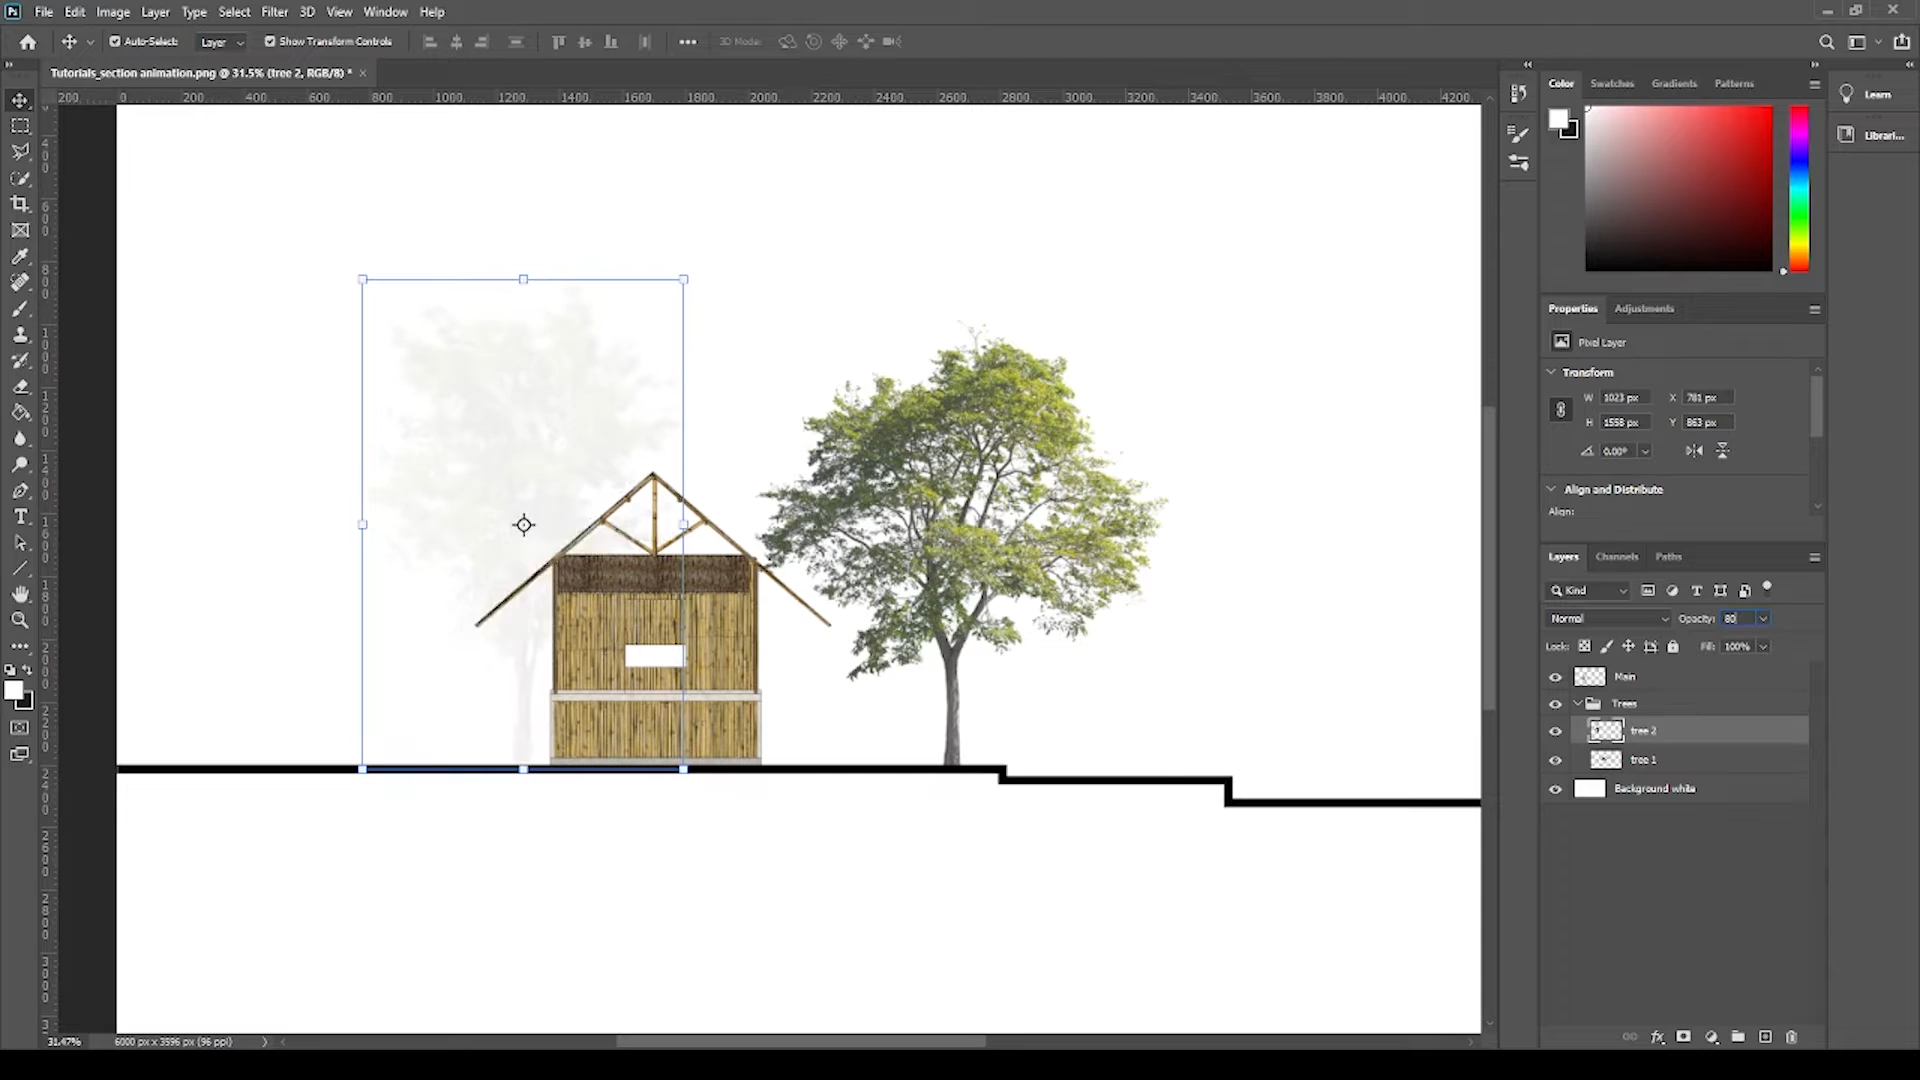 Ps File Edit Image Layer Type Select Filter 3D View Window Help
Auto-Select: Layer Show Transform Controls 3D Mode:
Tutorials_section animation.png @ 31.5% (tree 2, RGB/8) * ×
200 0 200 400 600 800 1000 1200 1400 1600 1800 2000 2200 2400 2600 2800 3000 3200 3400 3600 3800 4000 4200
Color Swatches Gradients Patterns
Learn
Librari...
Properties Adjustments
Pixel Layer
Transform
W 1023 px X 781 px
H 1558 px Y 863 px
0.00°
Align and Distribute
Align:
Layers Channels Paths
Kind
Normal Opacity: 80
Lock: Fill: 100%
Main
Trees
tree 2
tree 1
Background white
31.47% 6000 px x 3596 px (96 ppi)